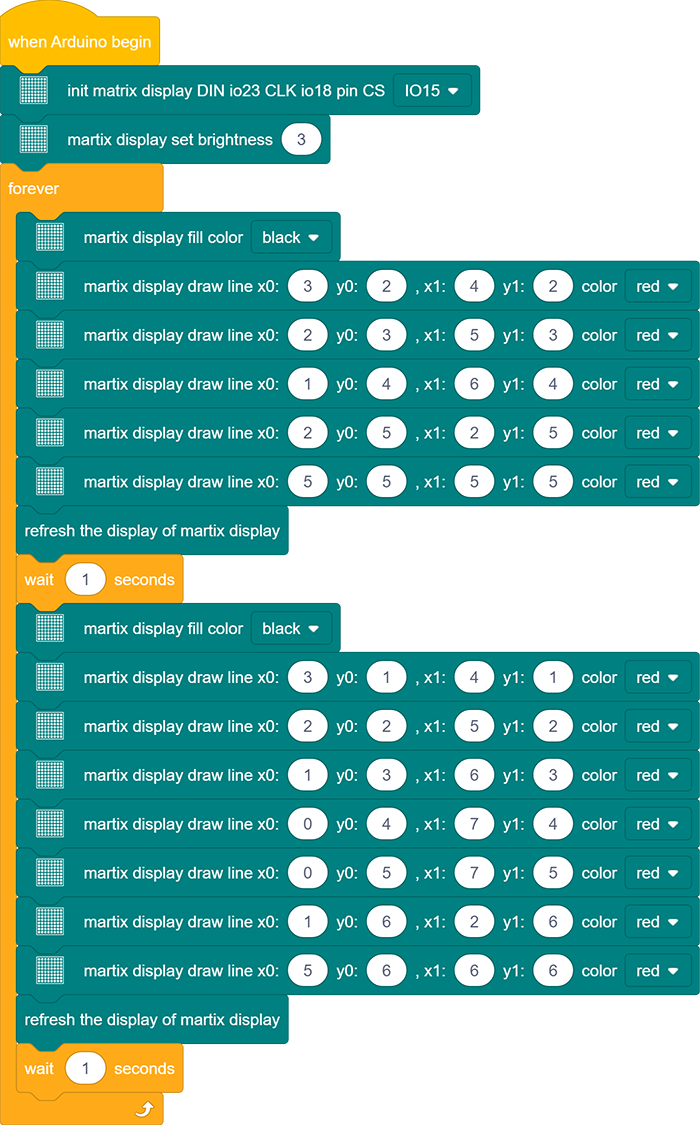 when Arduino begin
init matrix display DIN io23 CLK io18 pin CS IO15
martix display set brightness 3
forever
martix display fill color black
martix display draw line x0: 3 y0: 2 , x1: 4 y1: 2 color red
martix display draw line x0: 2 y0: 3 , x1: 5 y1: 3 color red
martix display draw line x0: 1 y0: 4 , x1: 6 y1: 4 color red
martix display draw line x0: 2 y0: 5 , x1: 2 y1: 5 color red
martix display draw line x0: 5 y0: 5 , x1: 5 y1: 5 color red
refresh the display of martix display
wait 1 seconds
martix display fill color black
martix display draw line x0: 3 y0: 1 , x1: 4 y1: 1 color red
martix display draw line x0: 2 y0: 2 , x1: 5 y1: 2 color red
martix display draw line x0: 1 y0: 3 , x1: 6 y1: 3 color red
martix display draw line x0: 0 y0: 4 , x1: 7 y1: 4 color red
martix display draw line x0: 0 y0: 5 , x1: 7 y1: 5 color red
martix display draw line x0: 1 y0: 6 , x1: 2 y1: 6 color red
martix display draw line x0: 5 y0: 6 , x1: 6 y1: 6 color red
refresh the display of martix display
wait 1 seconds